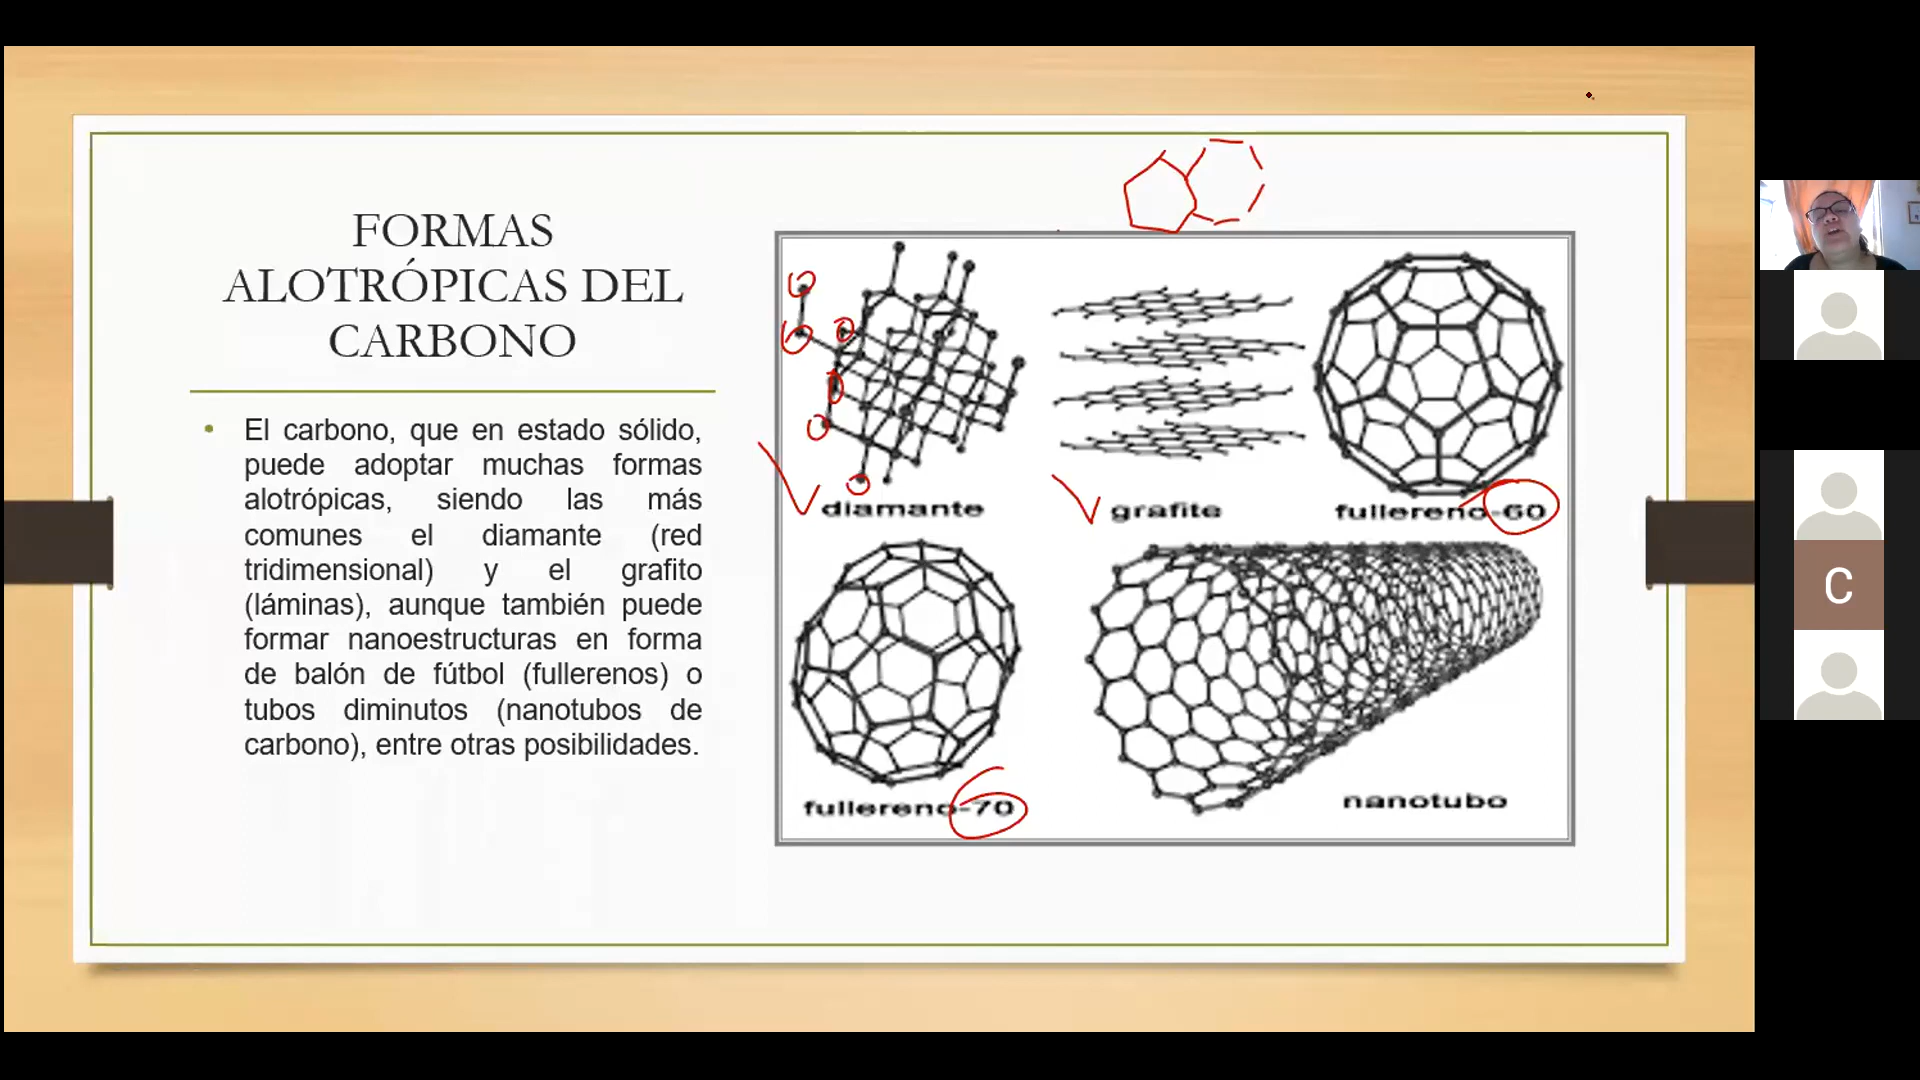 FORMAS
ALOTRÓPICAS DEL
CARBONO
• El carbono, que en estado sólido,
puede adoptar muchas formas
alotrópicas, siendo las más
comunes el diamante (red
tridimensional) y el grafito
(láminas), aunque también puede
formar nanoestructuras en forma
de balón de fútbol (fullerenos) o
tubos diminutos (nanotubos de
carbono), entre otras posibilidades.
diamante
grafite
fullereno-60
fullereno-70
nanotubo
C